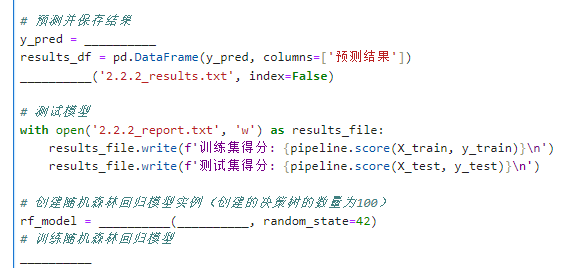 # 预测并保存结果
y_pred = __________
results_df = pd.DataFrame(y_pred, columns=['预测结果'])
__________('2.2.2_results.txt', index=False)
# 测试模型
with open('2.2.2_report.txt', 'w') as results_file:
results_file.write(f'训练集得分: {pipeline.score(X_train, y_train)}\n')
results_file.write(f'测试集得分: {pipeline.score(X_test, y_test)}\n')
# 创建随机森林回归模型实例（创建的决策树的数量为100）
rf_model = __________(__________, random_state=42)
# 训练随机森林回归模型
__________